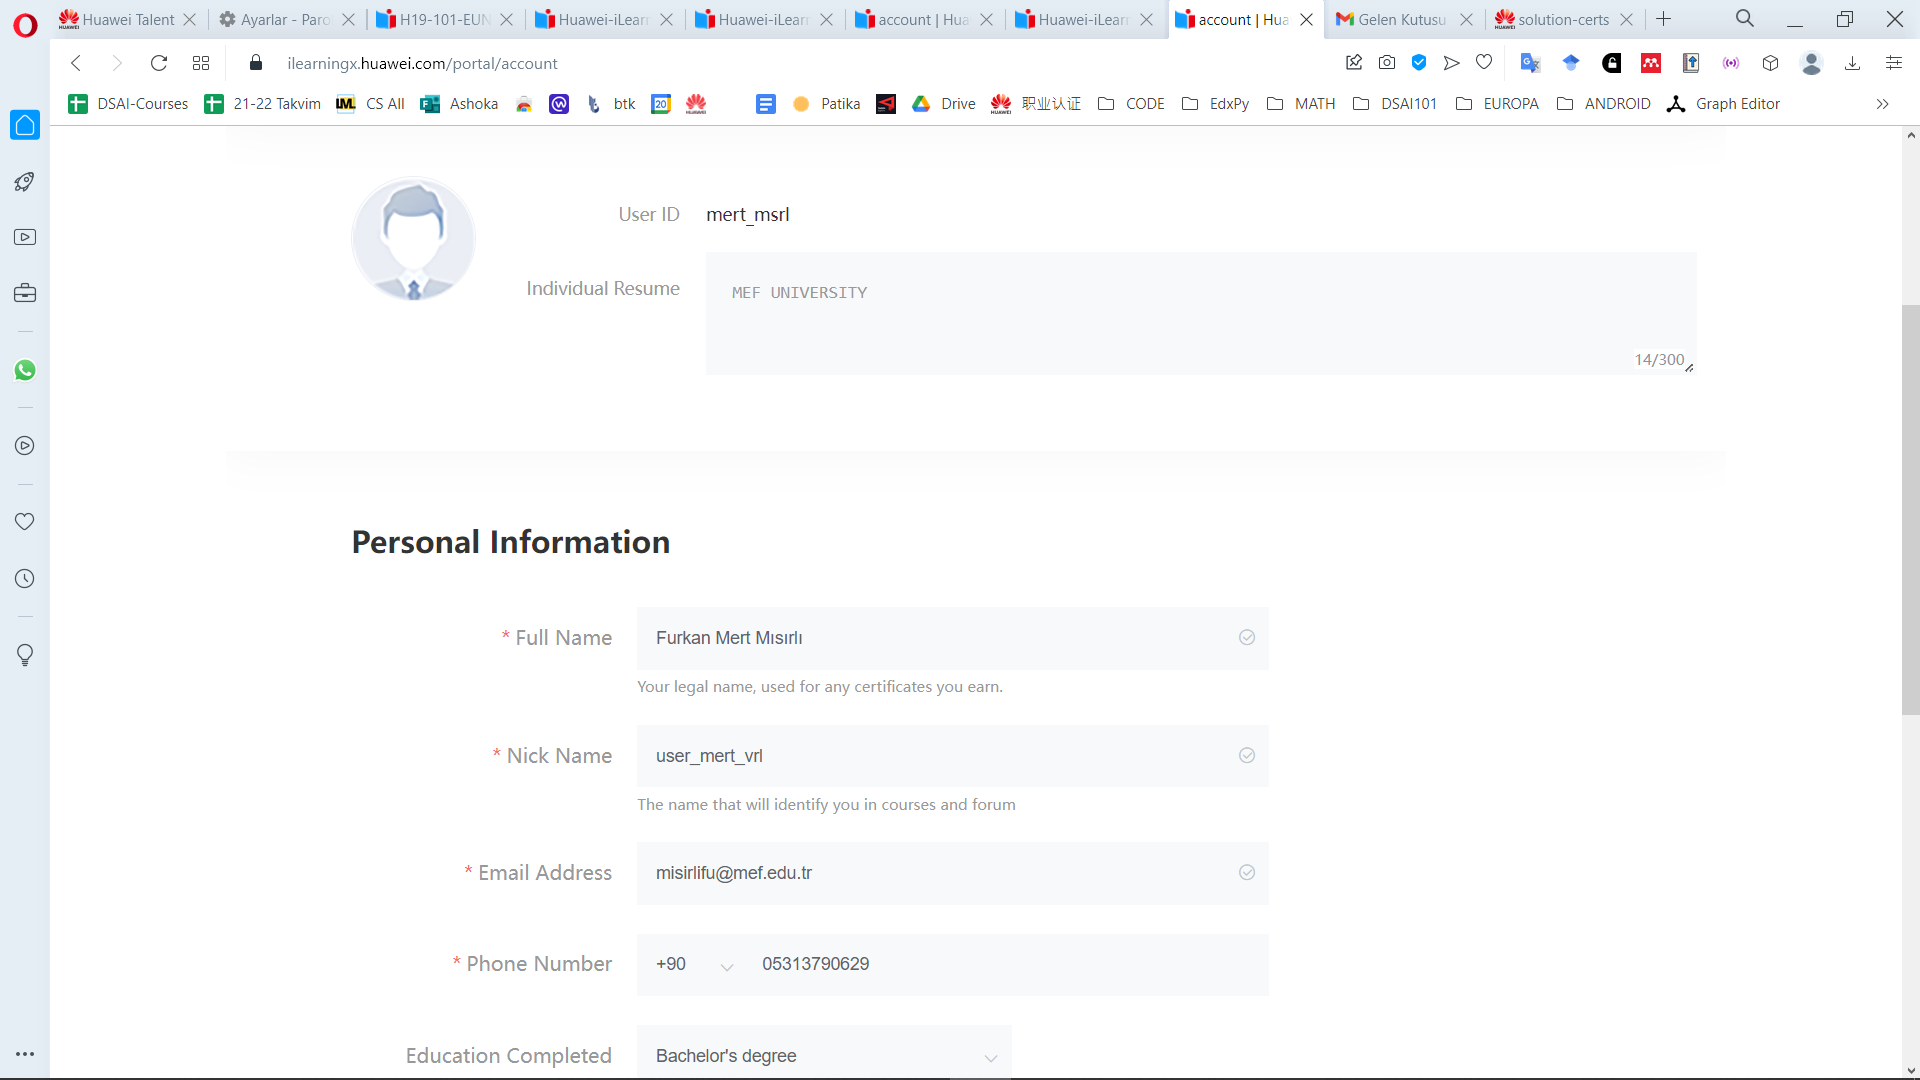 Huawei Talent
Ayarlar - Paro
H19-101-EUN
Huawei-iLearn
Huawei-iLearn
account | Hua
Huawei-iLearn
account | Hua
Gelen Kutusu
solution-certs
ilearningx.huawei.com/portal/account
DSAI-Courses
21-22 Takvim
CS All
Ashoka
btk
Patika
Drive
职业认证
CODE
EdxPy
MATH
DSAI101
EUROPA
ANDROID
Graph Editor
User ID mert_msrl
Individual Resume MEF UNIVERSITY
14/300
Personal Information
* Full Name Furkan Mert Mısırlı
Your legal name, used for any certificates you earn.
* Nick Name user_mert_vrl
The name that will identify you in courses and forum
* Email Address misirlifu@mef.edu.tr
* Phone Number +90 05313790629
Education Completed Bachelor's degree